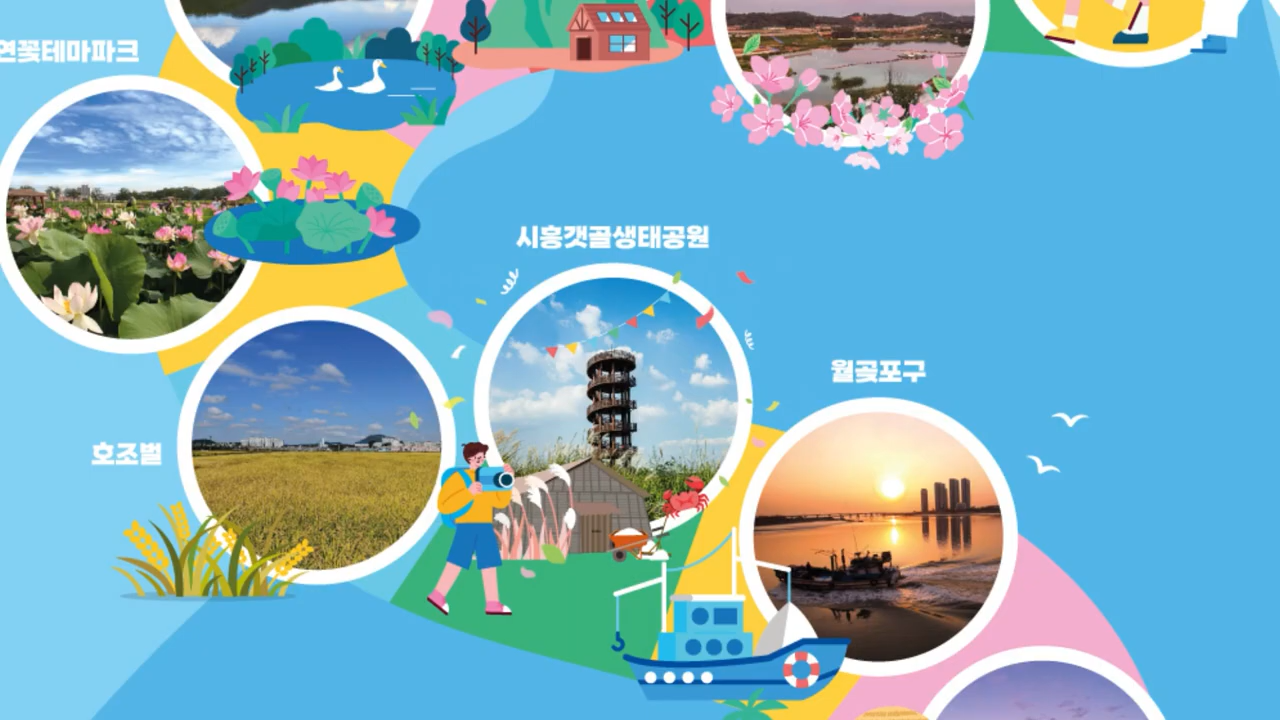 연꽃테마파크
시흥갯골생태공원
월곶포구
호조벌